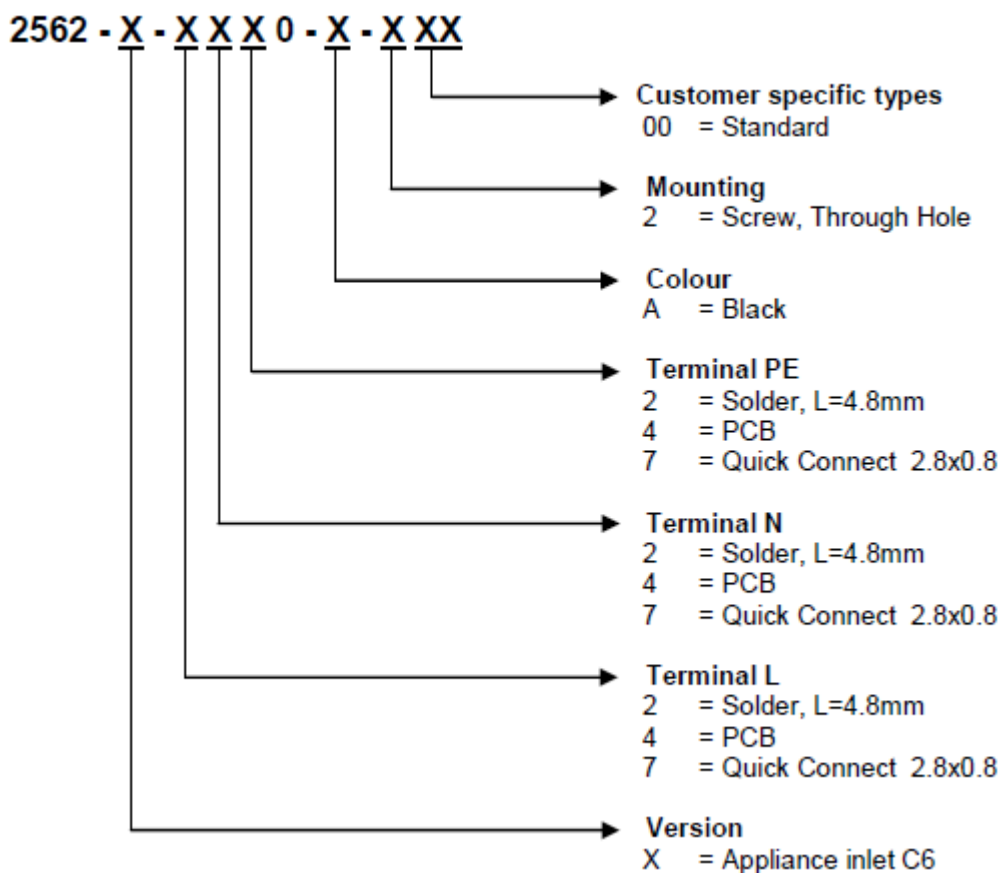 2562 - X - X X X 0 - X - X XX
Customer specific types
00 = Standard
Mounting
2 = Screw, Through Hole
Colour
A = Black
Terminal PE
2 = Solder, L=4.8mm
4 = PCB
7 = Quick Connect 2.8x0.8
Terminal N
2 = Solder, L=4.8mm
4 = PCB
7 = Quick Connect 2.8x0.8
Terminal L
2 = Solder, L=4.8mm
4 = PCB
7 = Quick Connect 2.8x0.8
Version
X = Appliance inlet C6